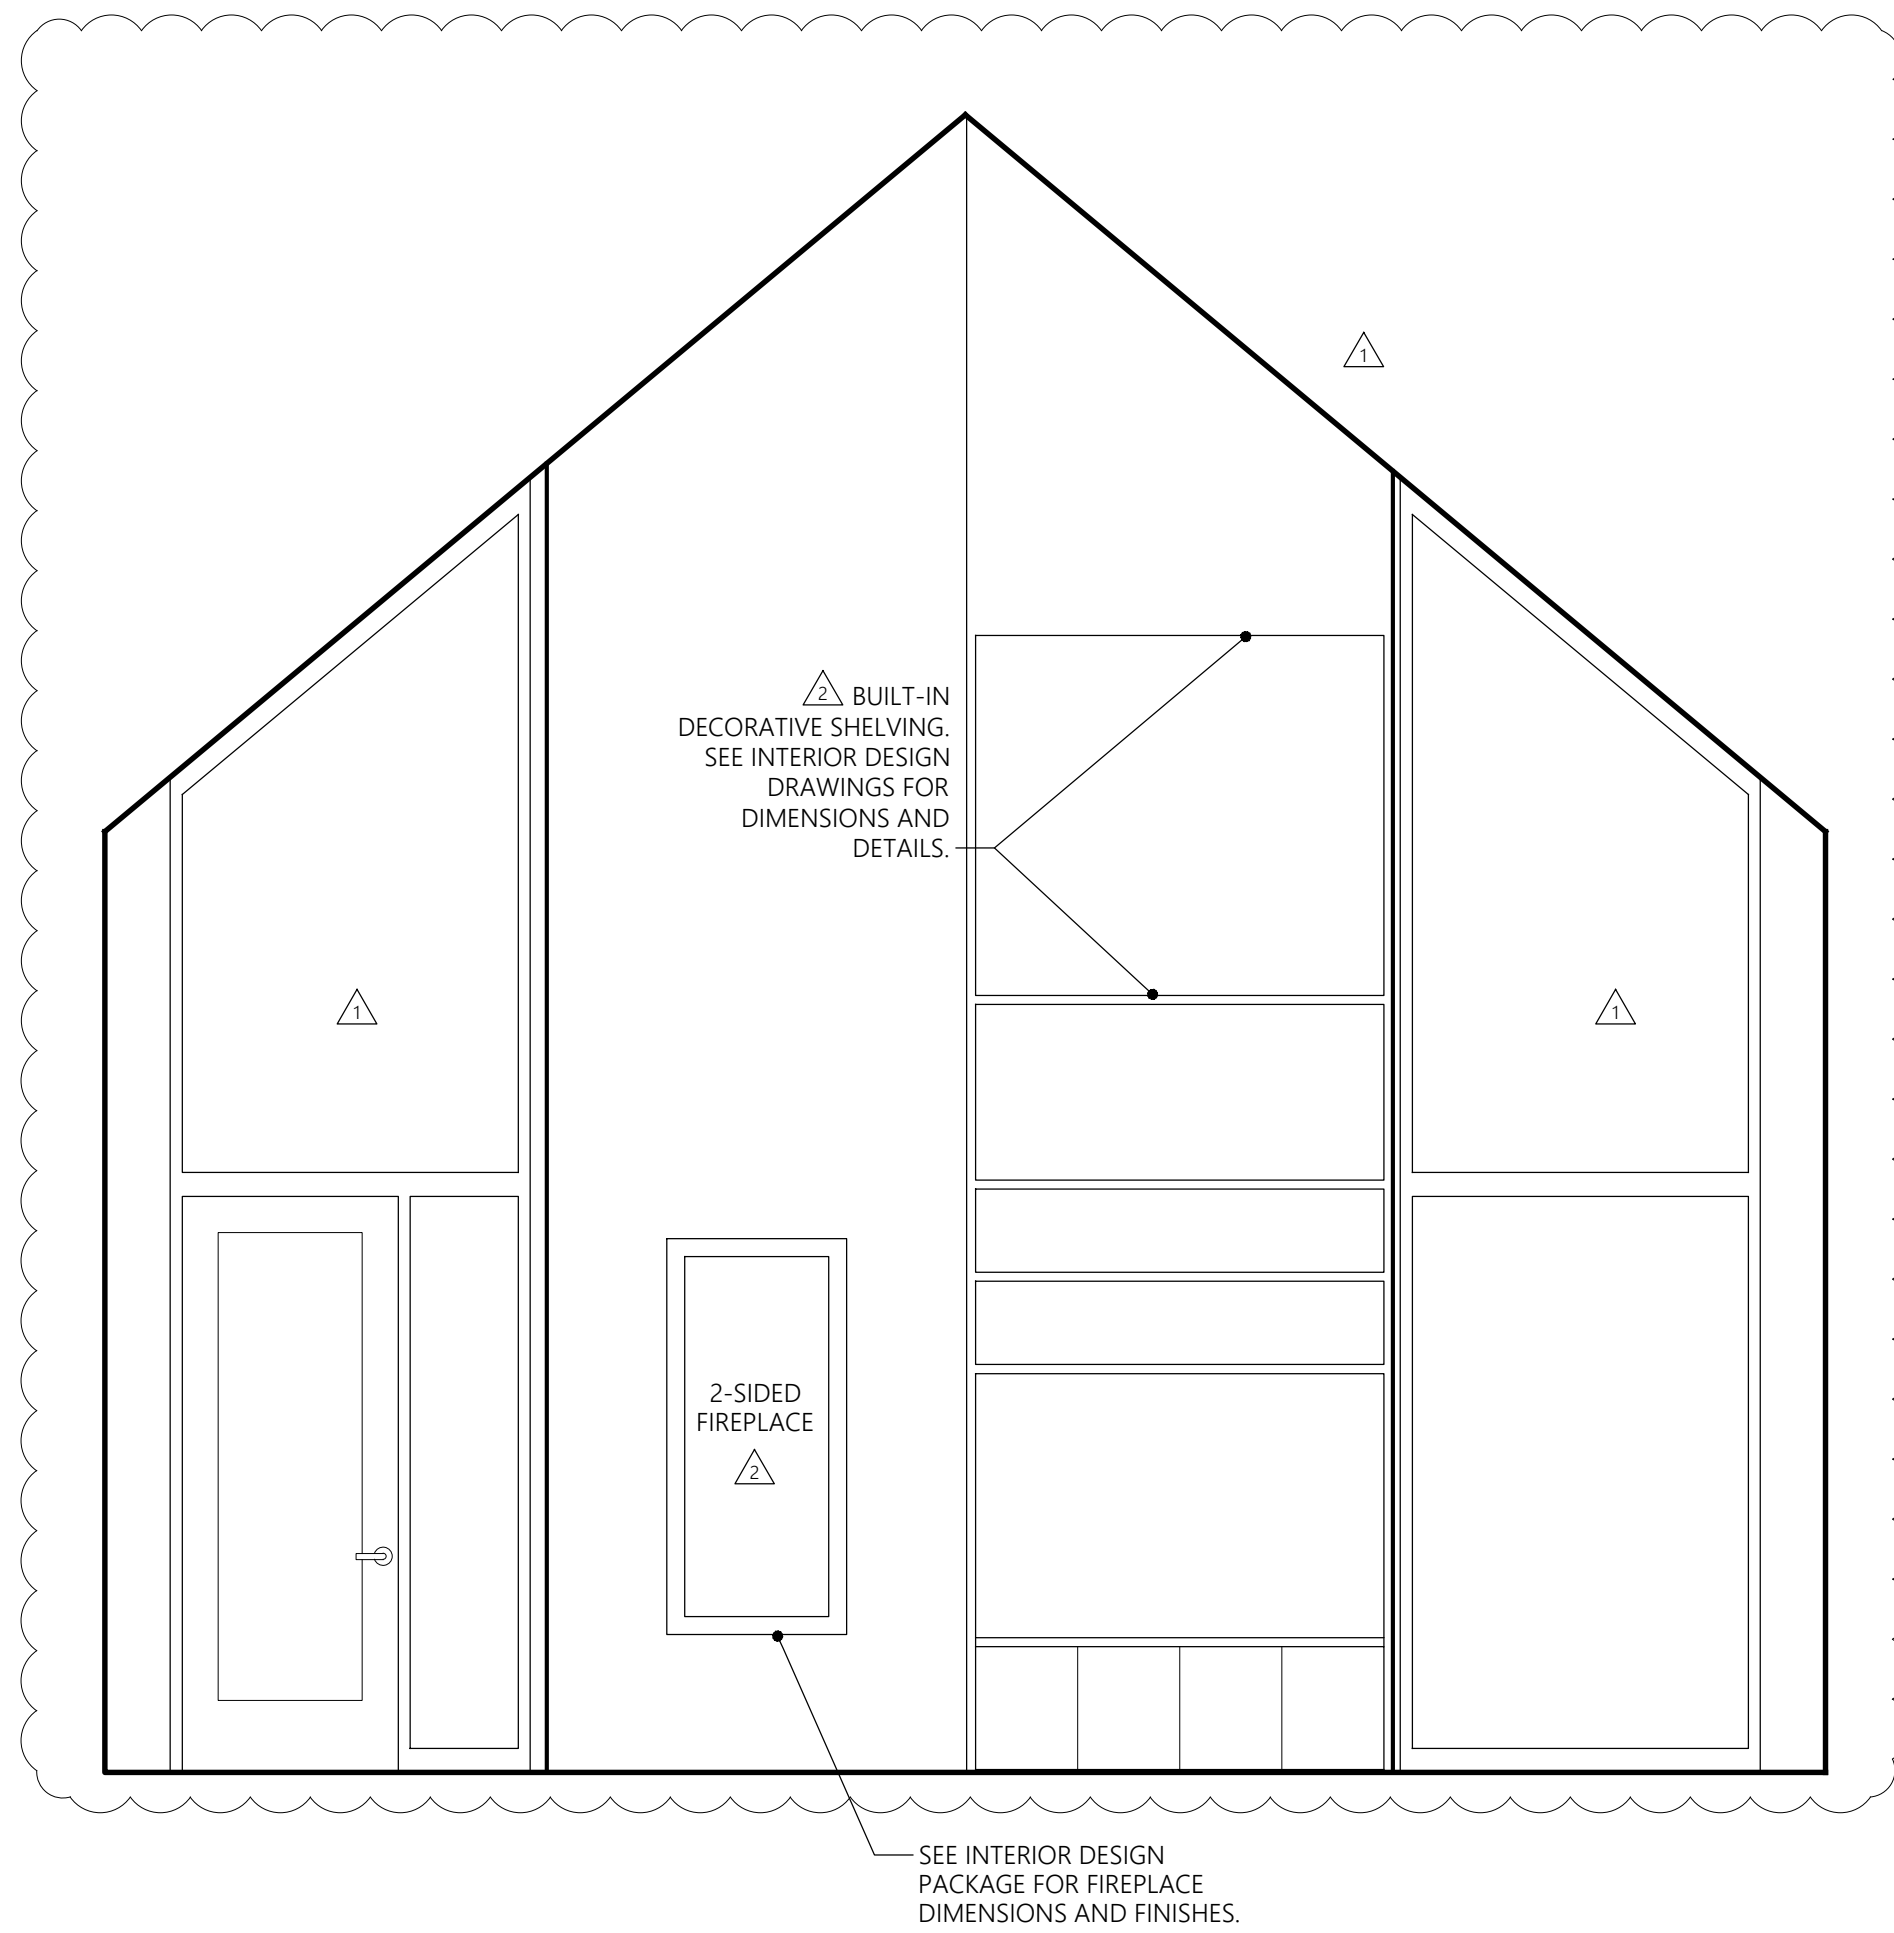 1
2 BUILT-IN
DECORATIVE SHELVING.
SEE INTERIOR DESIGN
DRAWINGS FOR
DIMENSIONS AND
DETAILS.
1
1
2-SIDED
FIREPLACE
2
SEE INTERIOR DESIGN
PACKAGE FOR FIREPLACE
DIMENSIONS AND FINISHES.